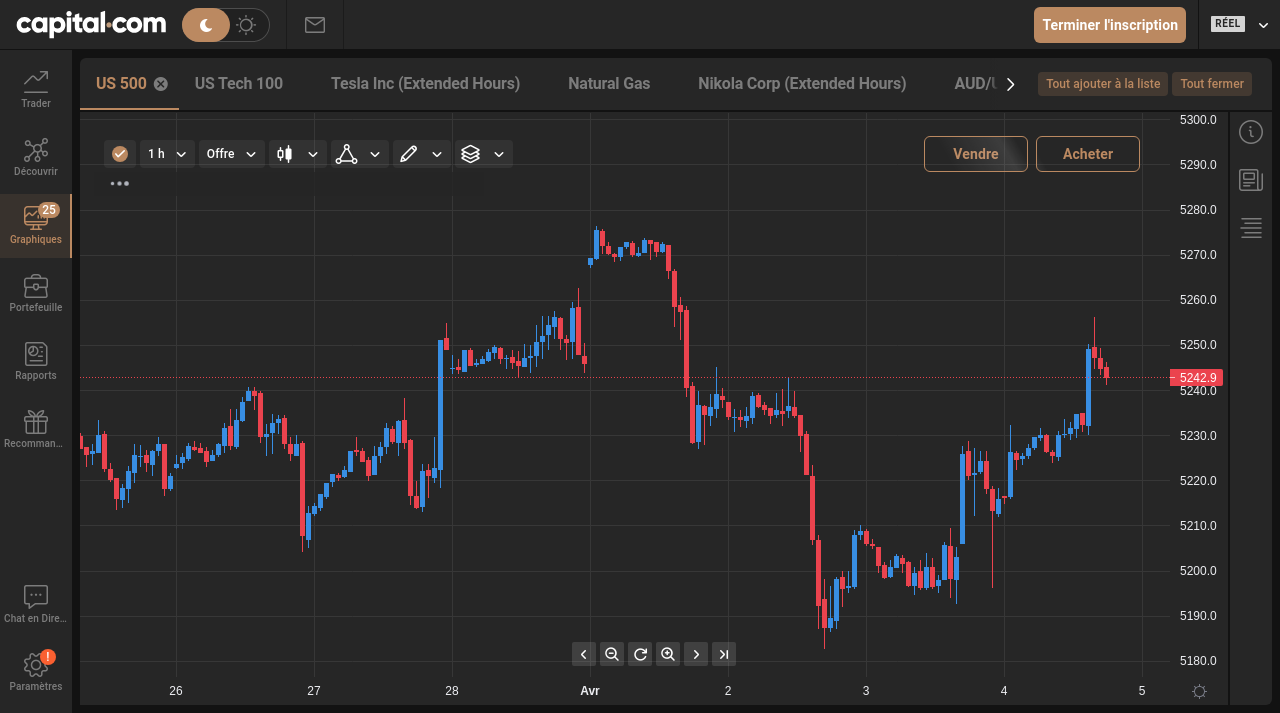 capital.com
Terminer l'inscription
RÉEL
Trader
Découvrir
25
Graphiques
Portefeuille
Rapports
Recomman...
Chat en Dire...
!
Paramètres
US 500
US Tech 100
Tesla Inc (Extended Hours)
Natural Gas
Nikola Corp (Extended Hours)
AUD/
Tout ajouter à la liste
Tout fermer
1 h
Offre
Vendre
Acheter
5300.0
5290.0
5280.0
5270.0
5260.0
5250.0
5242.9
5240.0
5230.0
5220.0
5210.0
5200.0
5190.0
5180.0
26
27
28
Avr
2
3
4
5